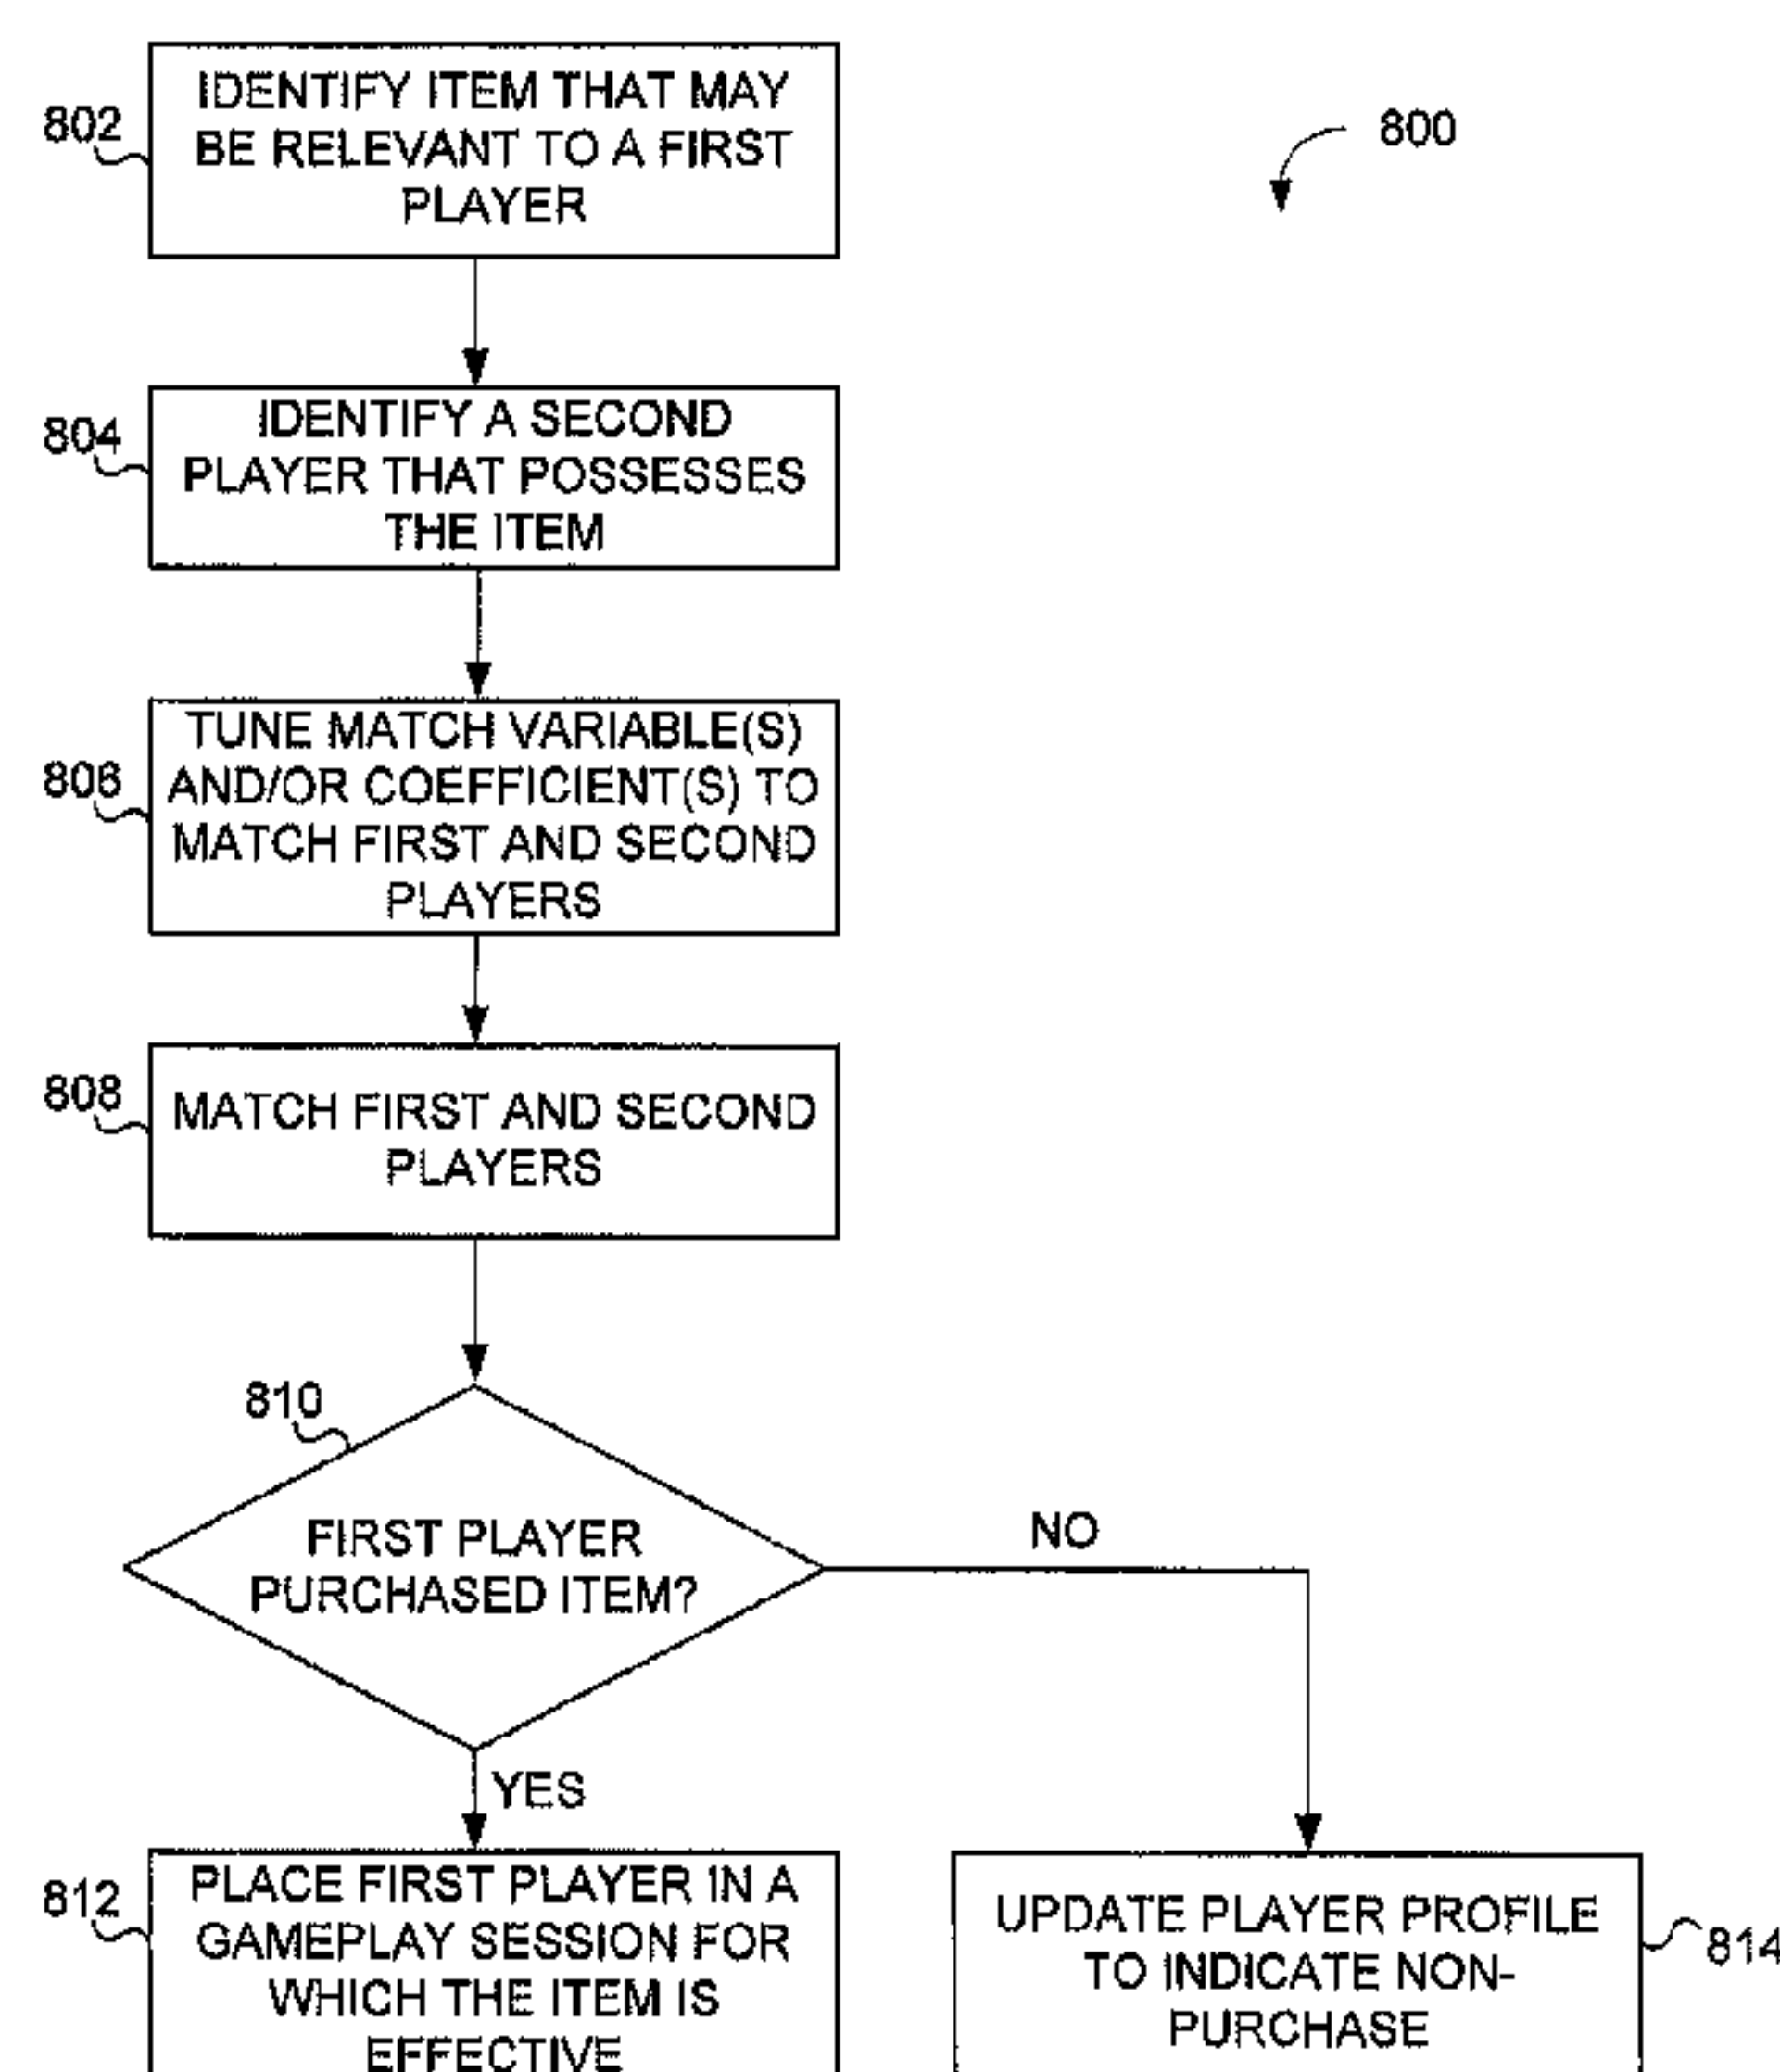 802
IDENTIFY ITEM THAT MAY
BE RELEVANT TO A FIRST
PLAYER
800
804
IDENTIFY A SECOND
PLAYER THAT POSSESSES
THE ITEM
806
TUNE MATCH VARIABLE(S)
AND/OR COEFFICIENT(S) TO
MATCH FIRST AND SECOND
PLAYERS
808
MATCH FIRST AND SECOND
PLAYERS
810
FIRST PLAYER
PURCHASED ITEM?
NO
YES
812
PLACE FIRST PLAYER IN A
GAMEPLAY SESSION FOR
WHICH THE ITEM IS
EFFECTIVE
UPDATE PLAYER PROFILE
TO INDICATE NON-
PURCHASE
814